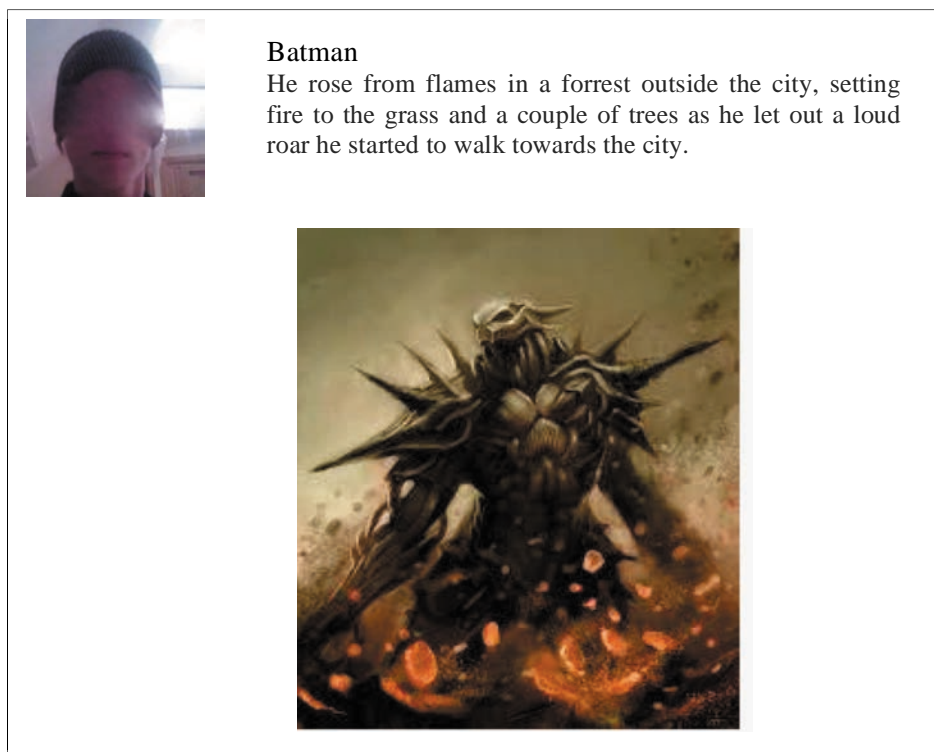 Batman
He rose from flames in a forrest outside the city, setting
fire to the grass and a couple of trees as he let out a loud
roar he started to walk towards the city.